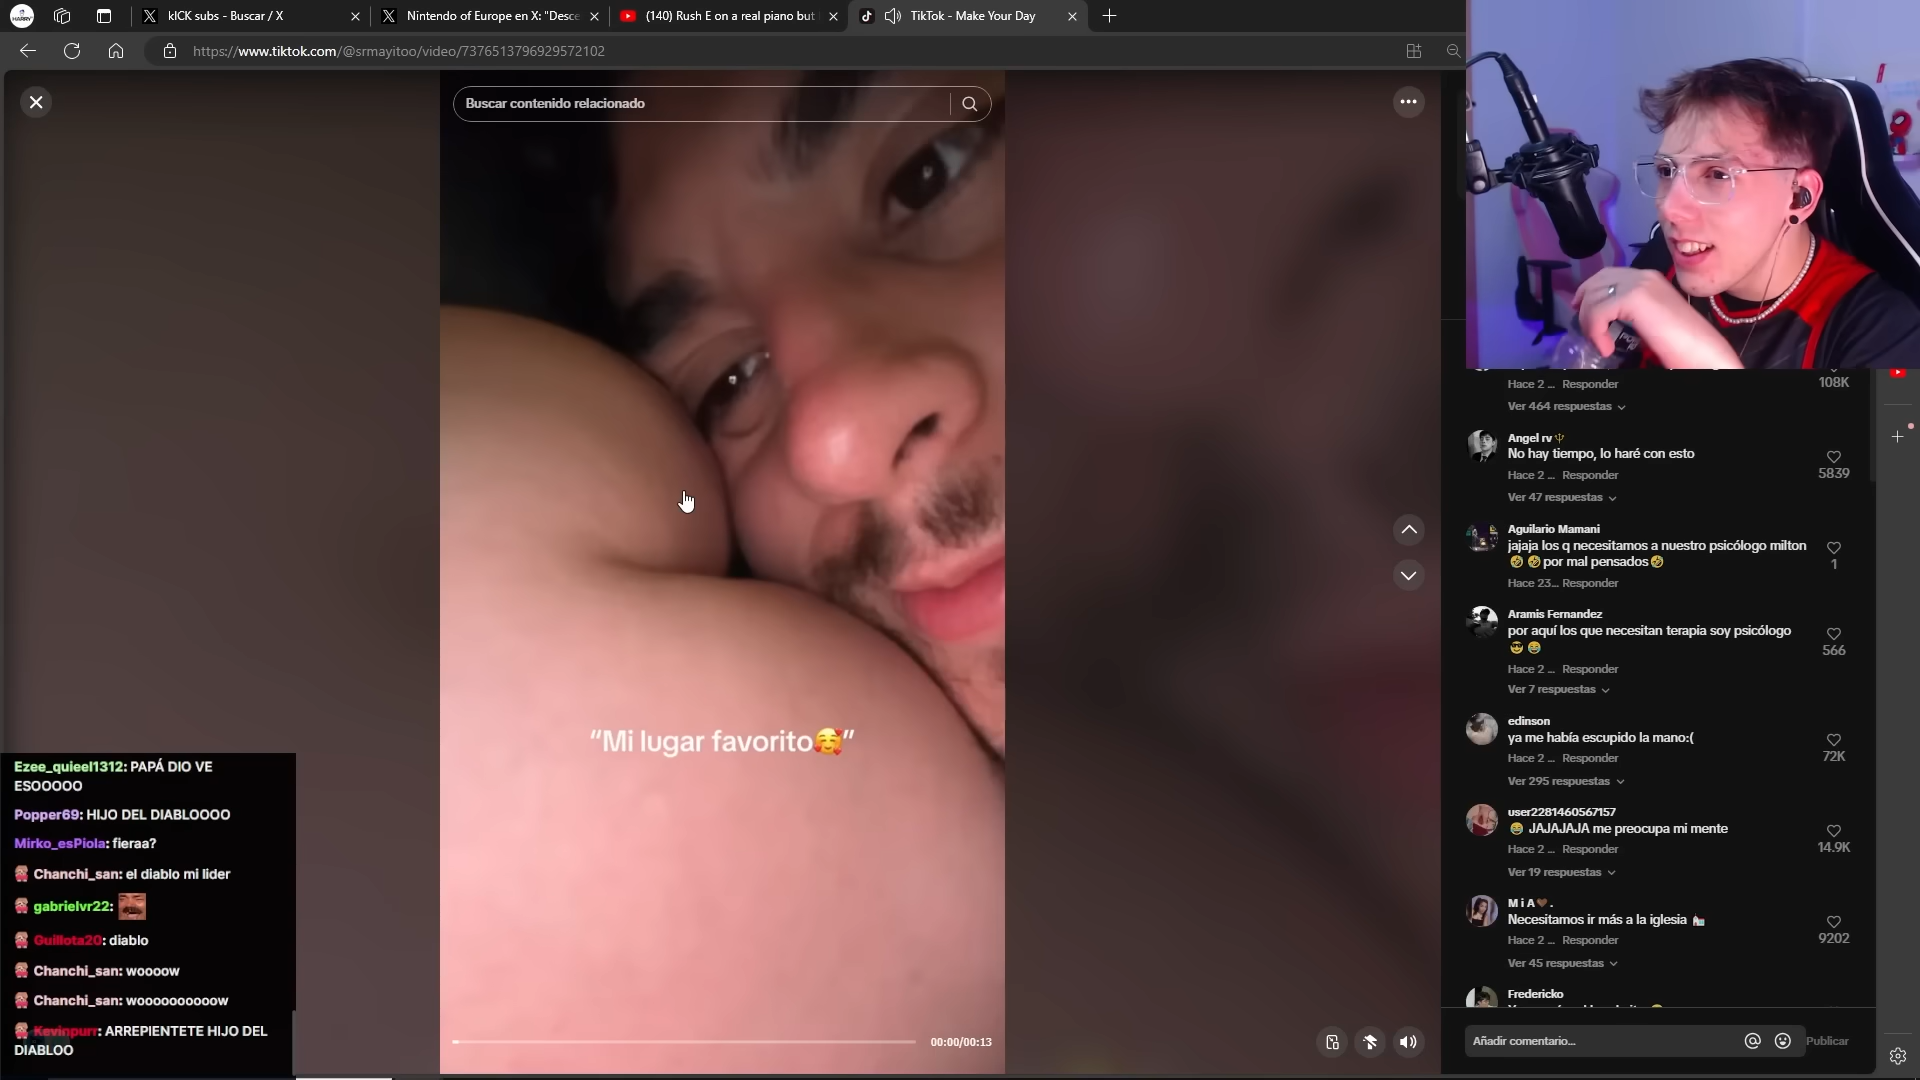 kICK subs - Buscar / X
Nintendo of Europe en X: "Desce
(140) Rush E on a real piano but
TikTok - Make Your Day
https://www.tiktok.com/@srmayitoo/video/7376513796929572102
Buscar contenido relacionado
“Mi lugar favorito🥰”
00:00/00:13
Ezee_quieel1312: PAPÁ DIO VE
ESOOOOO
Popper69: HIJO DEL DIABLOOOO
Mirko_esPiola: fieraa?
Chanchi_san: el diablo mi lider
gabrielvr22:
Guillota20: diablo
Chanchi_san: woooow
Chanchi_san: woooooooooow
Kevinpurr: ARREPIENTETE HIJO DEL
DIABLOO
Hace 2 ... Responder
108K
Ver 464 respuestas
Angel rv🔱
No hay tiempo, lo haré con esto
Hace 2 ... Responder
5839
Ver 47 respuestas
Aguilario Mamani
jajaja los q necesitamos a nuestro psicólogo milton
🤣 🤣 por mal pensados🤣
Hace 23... Responder
1
Aramis Fernandez
por aquí los que necesitan terapia soy psicólogo
😎 😂
Hace 2 ... Responder
566
Ver 7 respuestas
edinson
ya me había escupido la mano:(
Hace 2 ... Responder
72K
Ver 295 respuestas
user2281460567157
😂 JAJAJAJA me preocupa mi mente
Hace 2 ... Responder
14.9K
Ver 19 respuestas
M i A🤎.
Necesitamos ir más a la iglesia
Hace 2 ... Responder
9202
Ver 45 respuestas
Fredericko
Añadir comentario...
Publicar